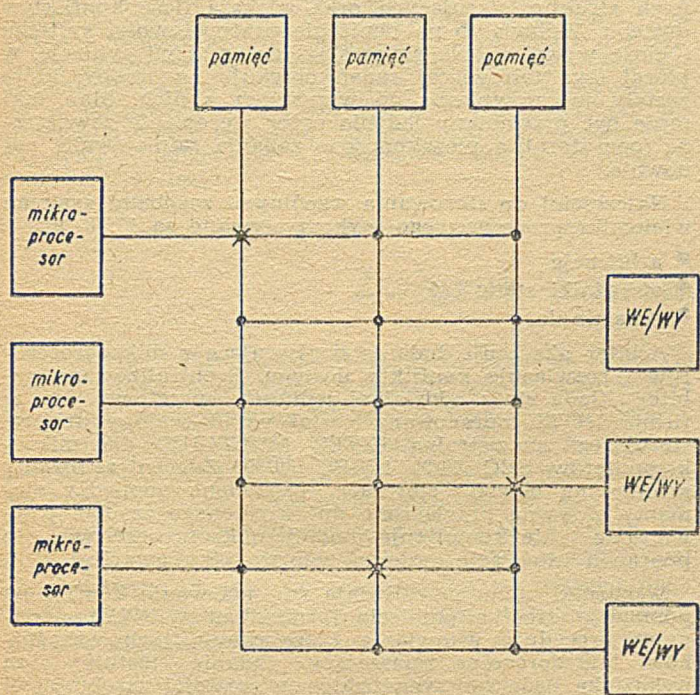 pamięć
pamięć
pamięć
mikro-
proce-
sor
WE/WY
mikro-
proce-
sor
WE/WY
mikro-
proce-
sor
WE/WY